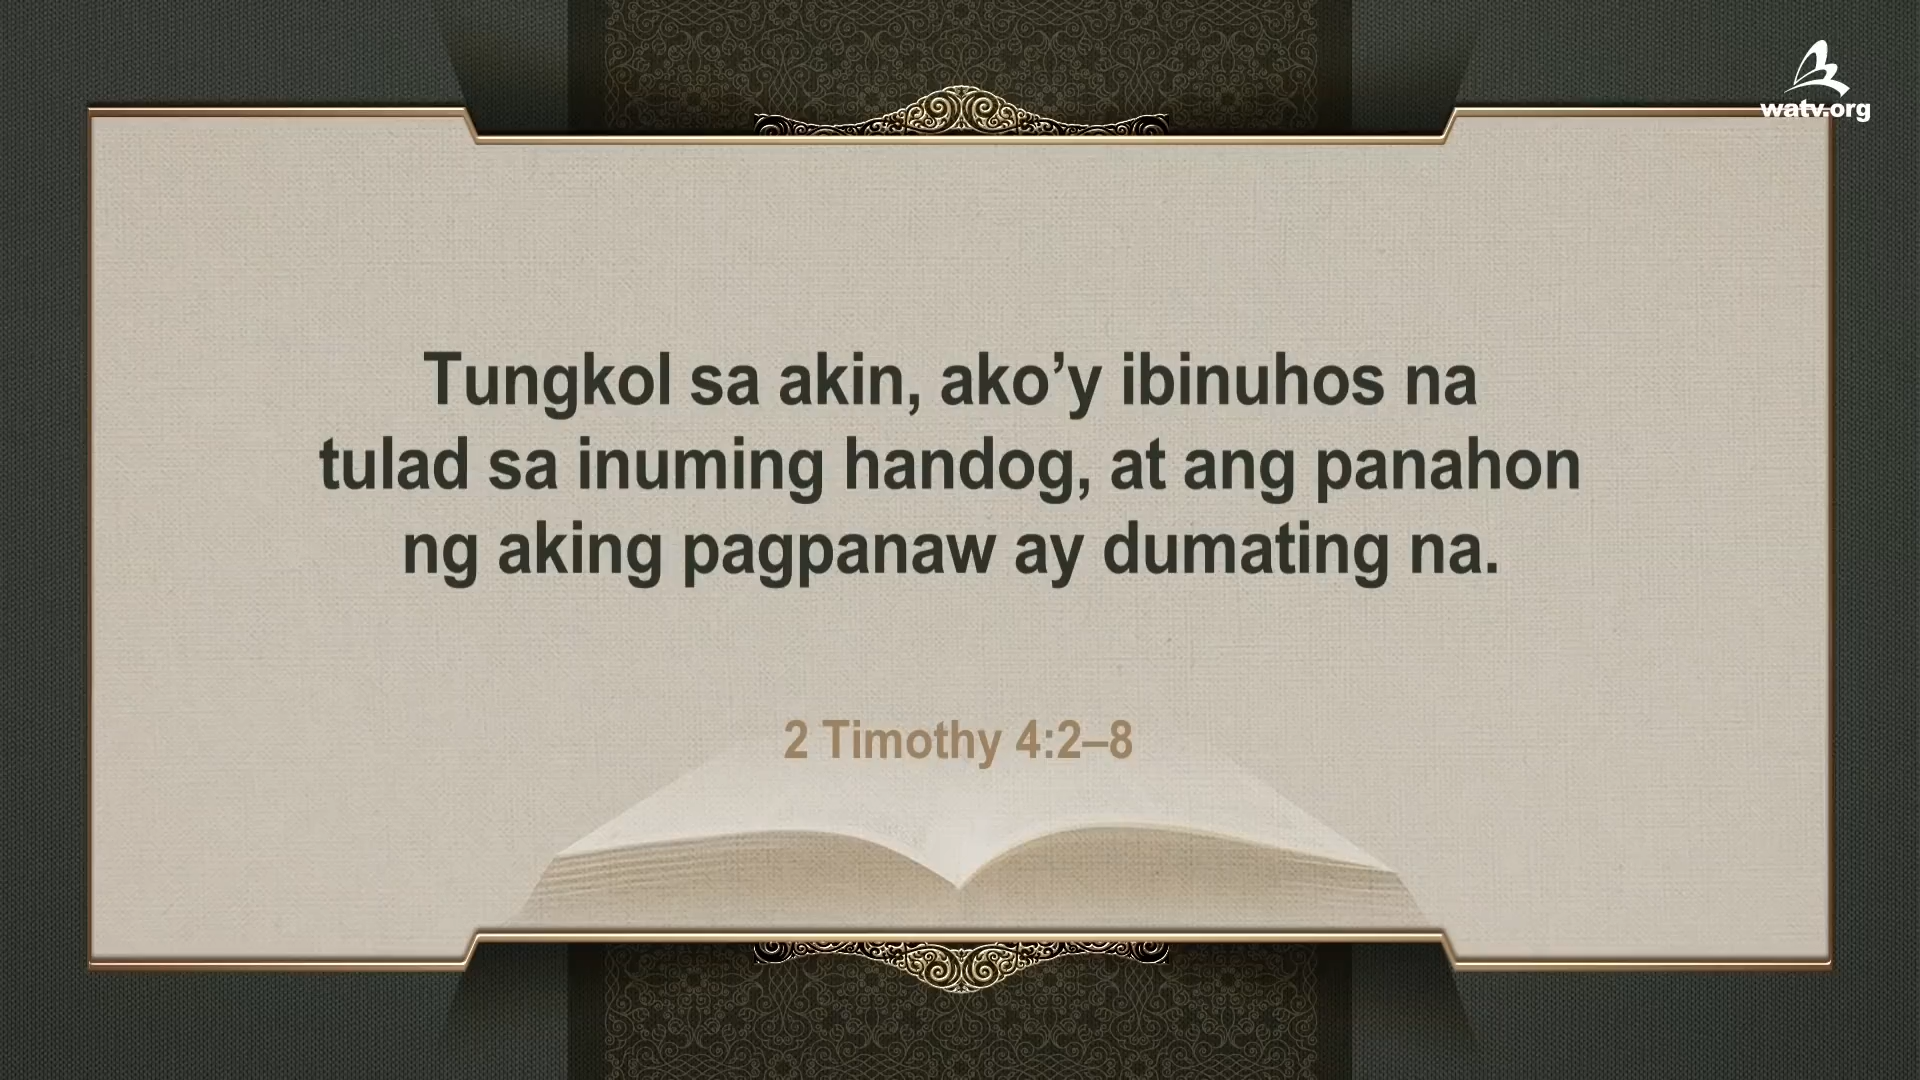 watv.org
Tungkol sa akin, ako’y ibinuhos na
tulad sa inuming handog, at ang panahon
ng aking pagpanaw ay dumating na.
2 Timothy 4:2–8